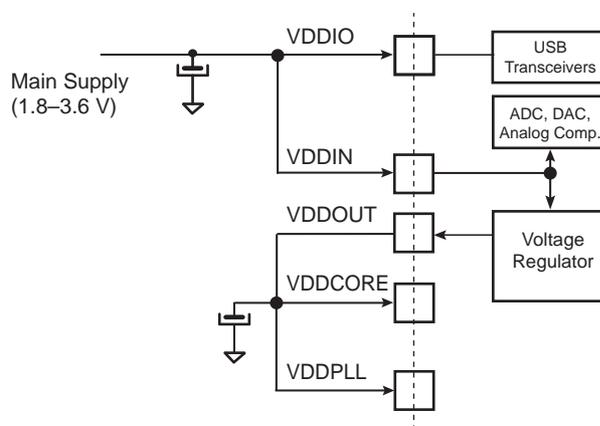 VDDIO
USB
Transceivers
Main Supply
(1.8–3.6 V)
ADC, DAC,
Analog Comp.
VDDIN
VDDOUT
Voltage
Regulator
VDDCORE
VDDPLL